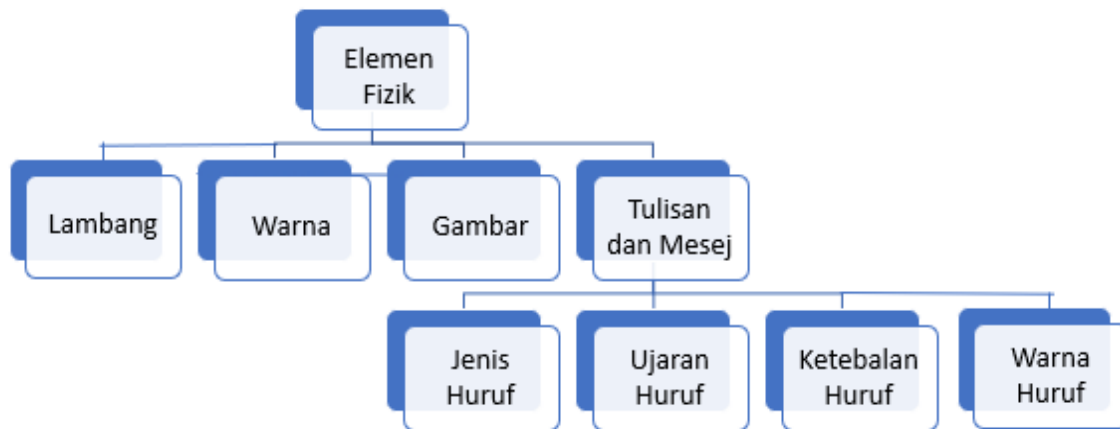 Elemen
Fizik
Lambang
Warna
Gambar
Tulisan
dan Mesej
Jenis
Huruf
Ujaran
Huruf
Ketebalan
Huruf
Warna
Huruf